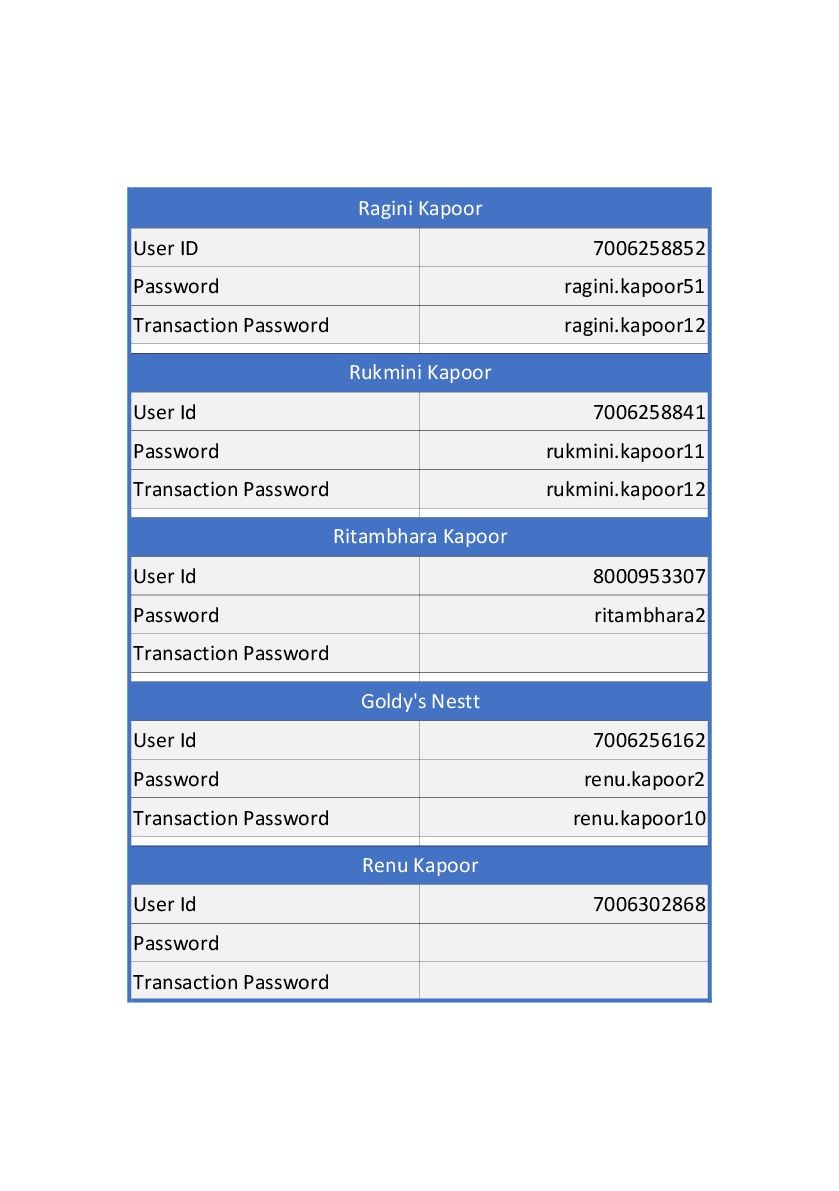 Ragini Kapoor
User ID 7006258852
Password ragini.kapoor51
Transaction Password ragini.kapoor12
Rukmini Kapoor
User Id 7006258841
Password rukmini.kapoor11
Transaction Password rukmini.kapoor12
Ritambhara Kapoor
User Id 8000953307
Password ritambhara2
Transaction Password
Goldy's Nestt
User Id 7006256162
Password renu.kapoor2
Transaction Password renu.kapoor10
Renu Kapoor
User Id 7006302868
Password
Transaction Password